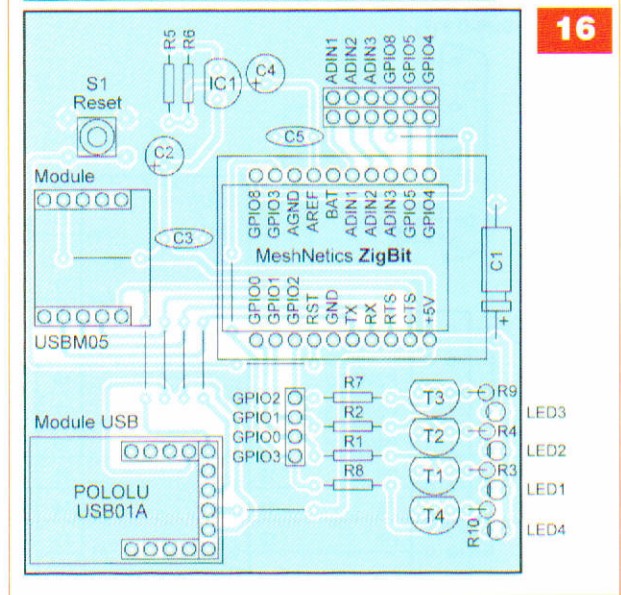 16
R5
R6
IC1
C4
ADIN1
ADIN2
ADIN3
GPIO8
GPIO5
GPIO4
S1
Reset
C2
+
+
C5
Module
C3
GPIO8
GPIO3
AGND
AREF
BAT
ADIN1
ADIN2
ADIN3
GPIO5
GPIO4
MeshNetics ZigBit
C1
+
GPIO0
GPIO1
GPIO2
RST
GND
TX
RX
RTS
CTS
+5V
USBM05
R7
GPIO2
T3
R9
LED3
R2
GPIO1
T2
R4
LED2
R1
GPIO0
T1
R3
LED1
R8
GPIO3
T4
R10
LED4
Module USB
POLOLU
USB01A